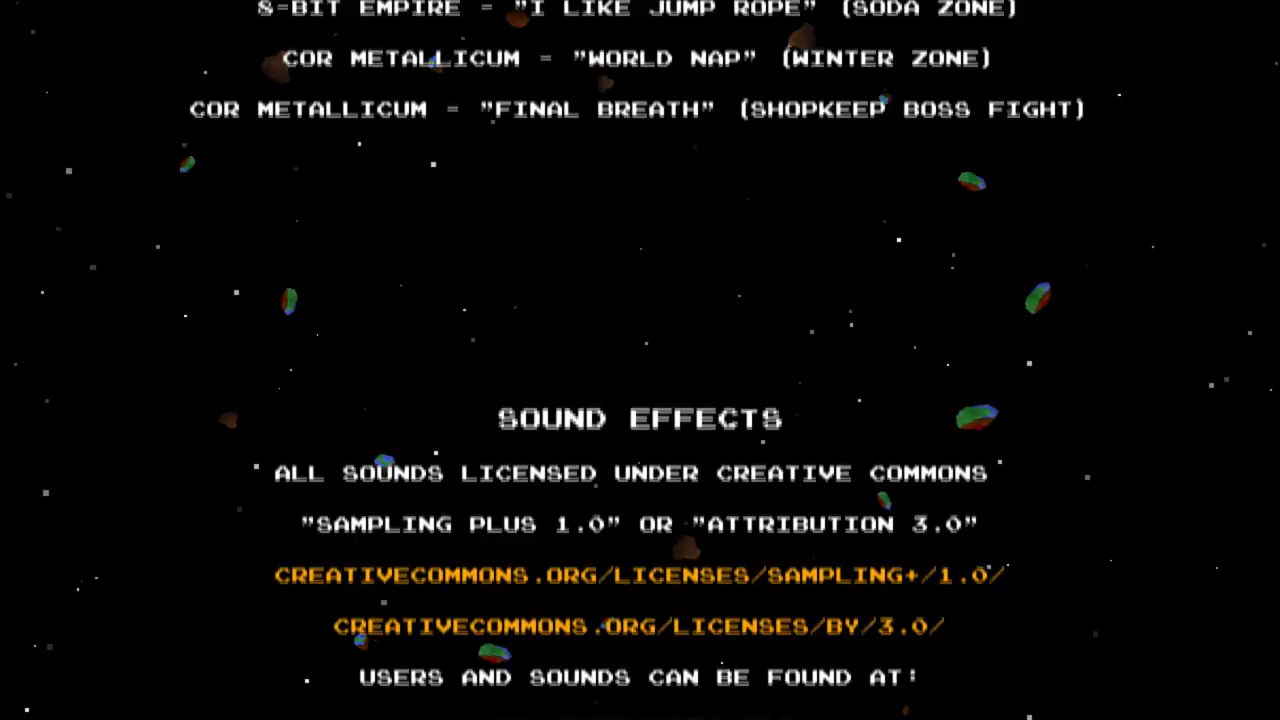 8=BIT EMPIRE = "I LIKE JUMP ROPE" (SODA ZONE)
COR METALLICUM = "WORLD NAP" (WINTER ZONE)
COR METALLICUM = "FINAL BREATH" (SHOPKEEP BOSS FIGHT)
SOUND EFFECTS
ALL SOUNDS LICENSED UNDER CREATIVE COMMONS
"SAMPLING PLUS 1.0" OR "ATTRIBUTION 3.0"
CREATIVECOMMONS.ORG/LICENSES/SAMPLING+/1.0/
CREATIVECOMMONS.ORG/LICENSES/BY/3.0/
USERS AND SOUNDS CAN BE FOUND AT: